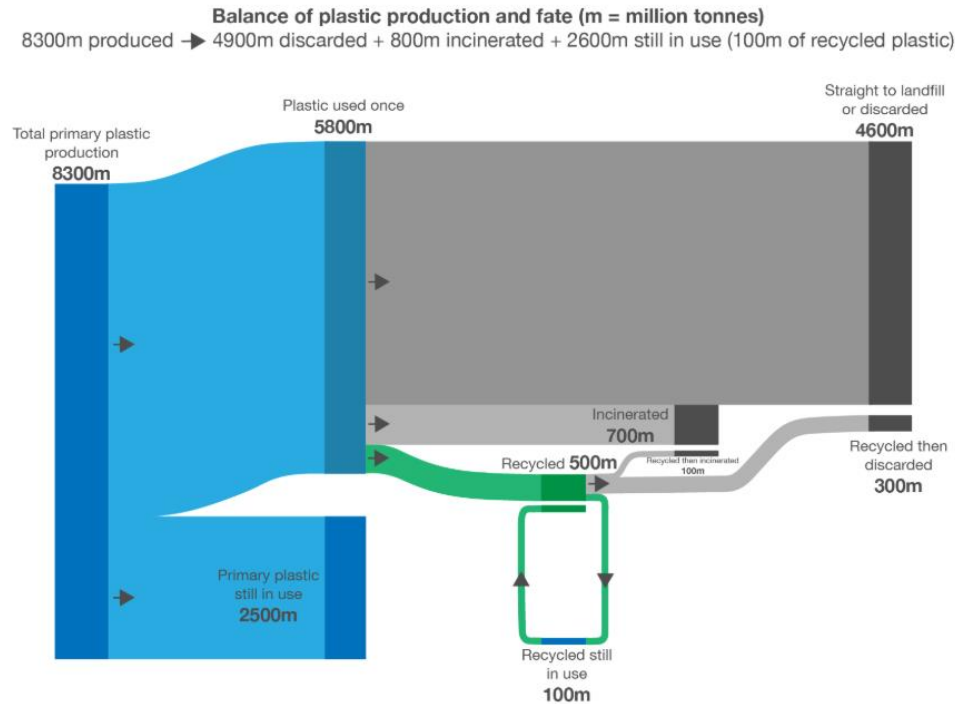 Balance of plastic production and fate (m = million tonnes)
8300m produced → 4900m discarded + 800m incinerated + 2600m still in use (100m of recycled plastic)
Straight to landfill
or discarded
4600m
Plastic used once
5800m
Total primary plastic
production
8300m
Incinerated
700m
Recycled then incinerated
100m
Recycled 500m
Recycled then
discarded
300m
Primary plastic
still in use
2500m
Recycled still
in use
100m